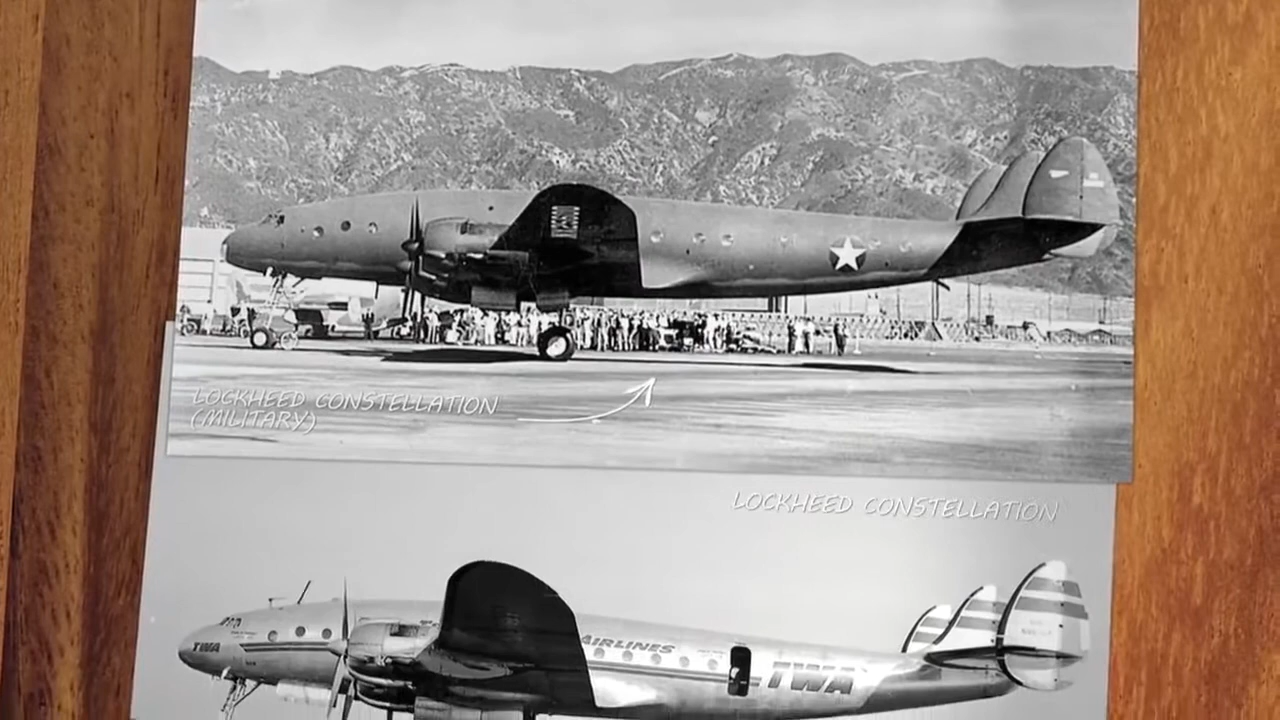 LOCKHEED CONSTELLATION
(MILITARY)
LOCKHEED CONSTELLATION
TWA
AIRLINES
TWA